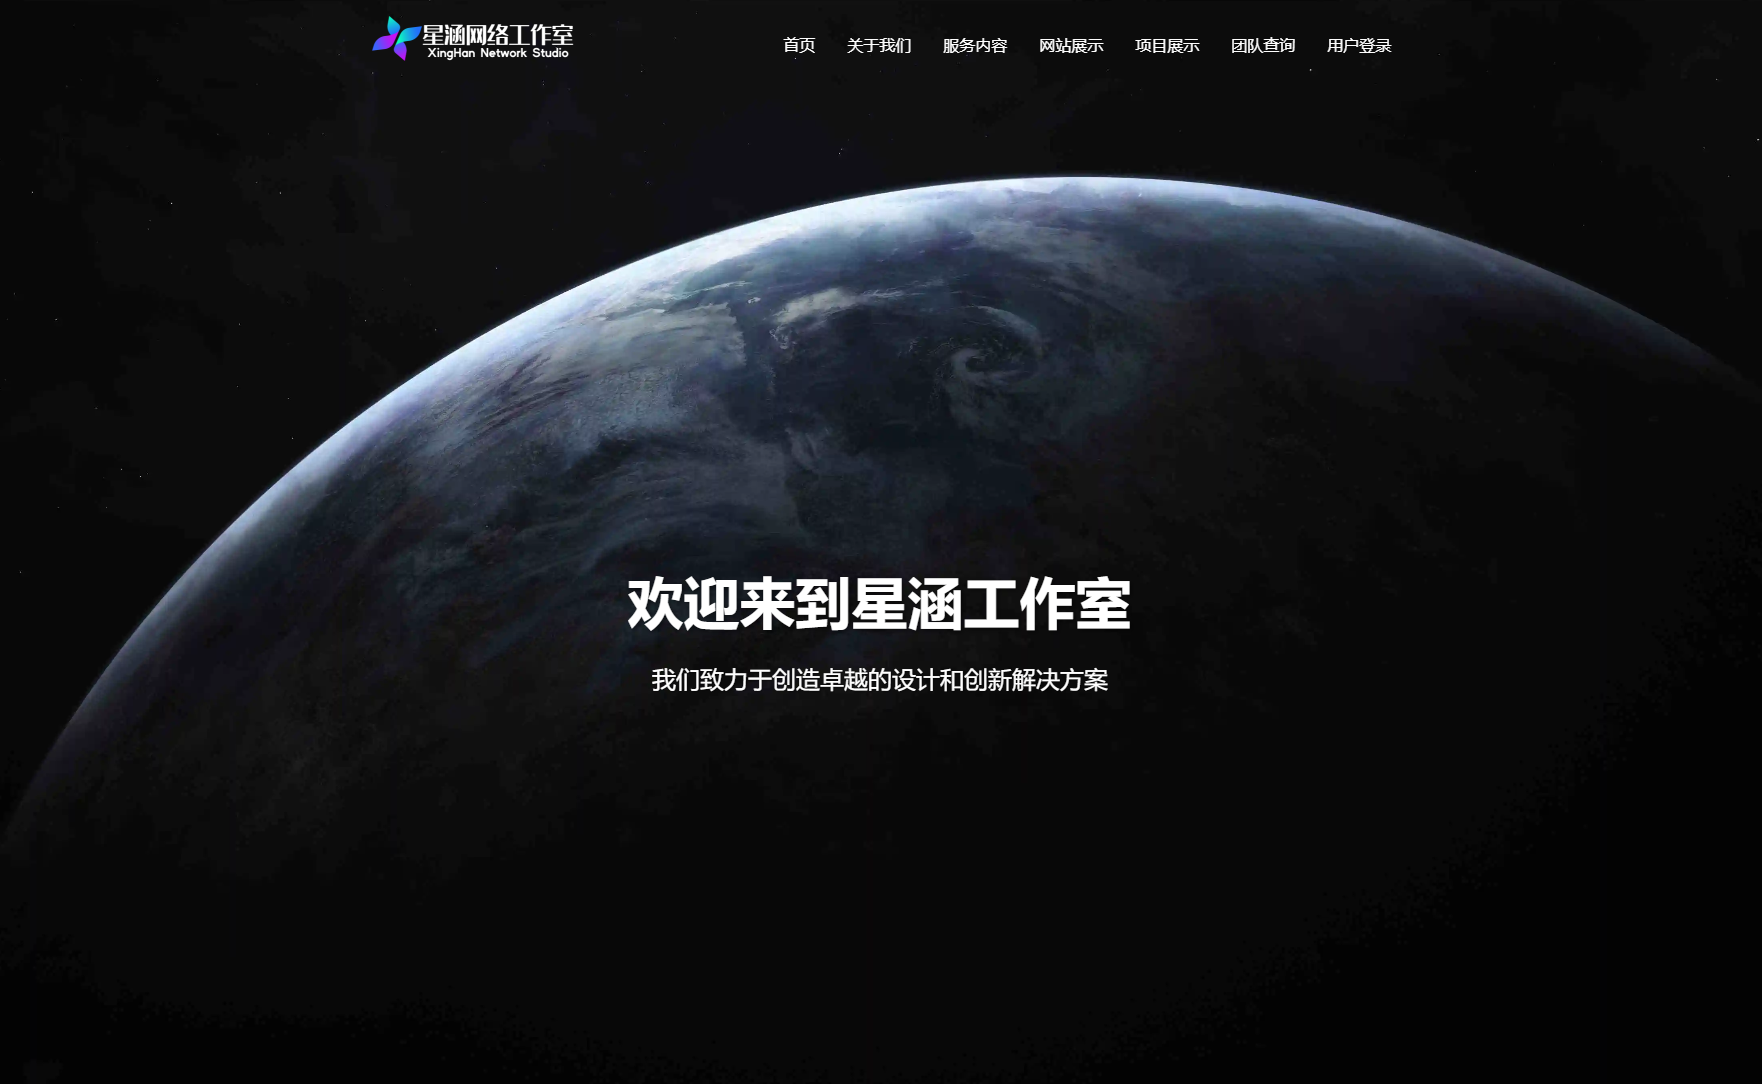 星涵网络工作室
XingHan Network Studio
首页 关于我们 服务内容 网站展示 项目展示 团队查询 用户登录
欢迎来到星涵工作室
我们致力于创造卓越的设计和创新解决方案